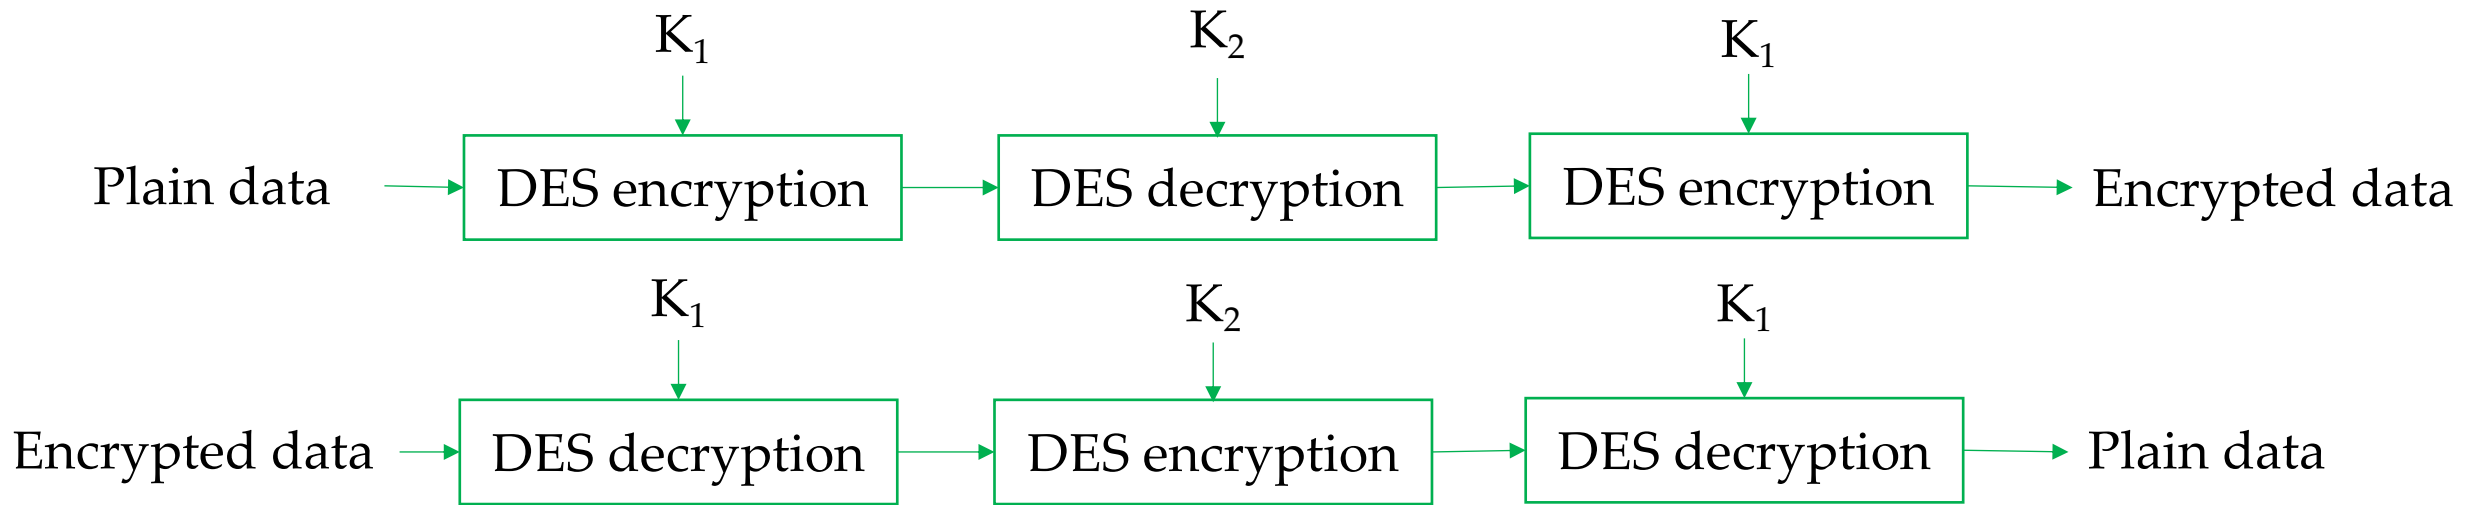 K₁ K₂ K₁
Plain data DES encryption DES decryption DES encryption Encrypted data
K₁ K₂ K₁
Encrypted data DES decryption DES encryption DES decryption Plain data